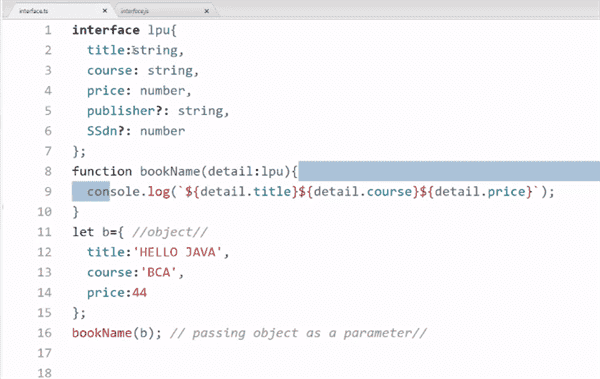 interface.ts × interface.js ×
1 interface lpu{
2 title:string,
3 course: string,
4 price: number,
5 publisher?: string,
6 SSdn?: number
7 };
8 function bookName(detail:lpu){
9 console.log(`${detail.title}${detail.course}${detail.price}`);
10 }
11 let b={ //object//
12 title:'HELLO JAVA',
13 course:'BCA',
14 price:44
15 };
16 bookName(b); // passing object as a parameter//
17
18